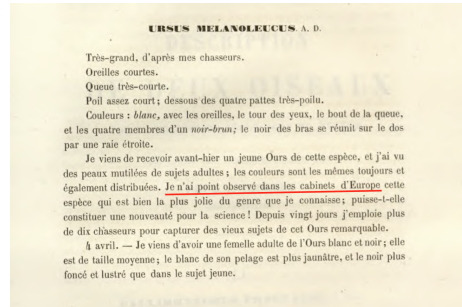 URSUS MELANOLEUCUS. A. D.
Très-grand, d'après mes chasseurs.
Oreilles courtes.
Queue très-courte.
Poil assez court; dessous des quatre pattes très-poilu.
Couleurs : blanc, avec les oreilles, le tour des yeux, le bout de la queue,
et les quatre membres d'un noir-brun; le noir des bras se réunit sur le dos
par une raie étroite.
Je viens de recevoir avant-hier un jeune Ours de cette espèce, et j'ai vu
des peaux mutilées de sujets adultes; les couleurs sont les mêmes toujours et
également distribuées. Je n'ai point observé dans les cabinets d'Europe cette
espèce qui est bien la plus jolie du genre que je connaisse; puisse-t-elle
constituer une nouveauté pour la science! Depuis vingt jours j'emploie plus
de dix chasseurs pour capturer des vieux sujets de cet Ours remarquable.
4 avril. — Je viens d'avoir une femelle adulte de l'Ours blanc et noir; elle
est de taille moyenne; le blanc de son pelage est plus jaunâtre, et le noir plus
foncé et lustré que dans le sujet jeune.